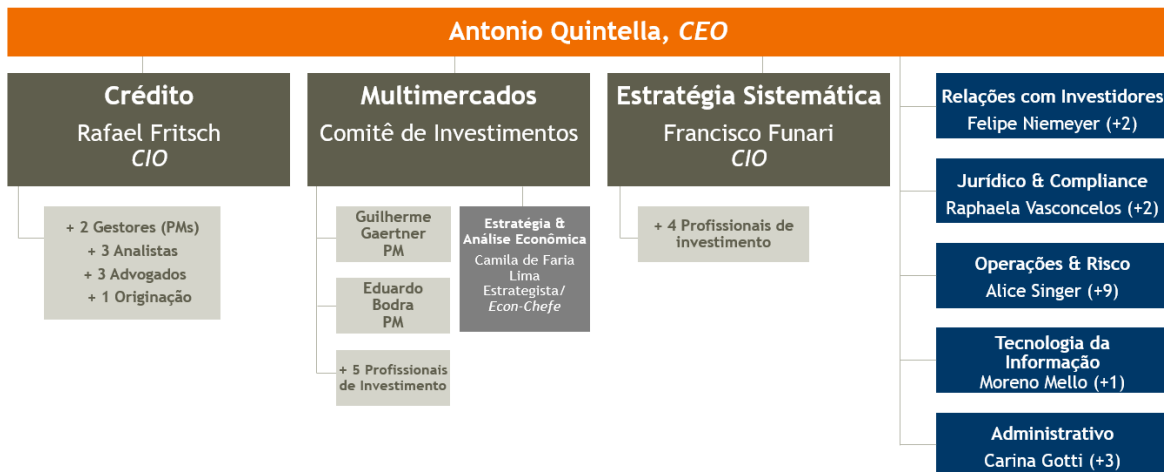 Antonio Quintella, CEO
Crédito
Rafael Fritsch
CIO
+ 2 Gestores (PMs)
+ 3 Analistas
+ 3 Advogados
+ 1 Originação
Multimercados
Comitê de Investimentos
Guilherme
Gaertner
PM
Eduardo
Bodra
PM
+ 5 Profissionais
de Investimento
Estratégia &
Análise Econômica
Camila de Faria
Lima
Estrategista/
Econ-Chefe
Estratégia Sistemática
Francisco Funari
CIO
+ 4 Profissionais de
investimento
Relações com Investidores
Felipe Niemeyer (+2)
Jurídico & Compliance
Raphaela Vasconcelos (+2)
Operações & Risco
Alice Singer (+9)
Tecnologia da
Informação
Moreno Mello (+1)
Administrativo
Carina Gotti (+3)